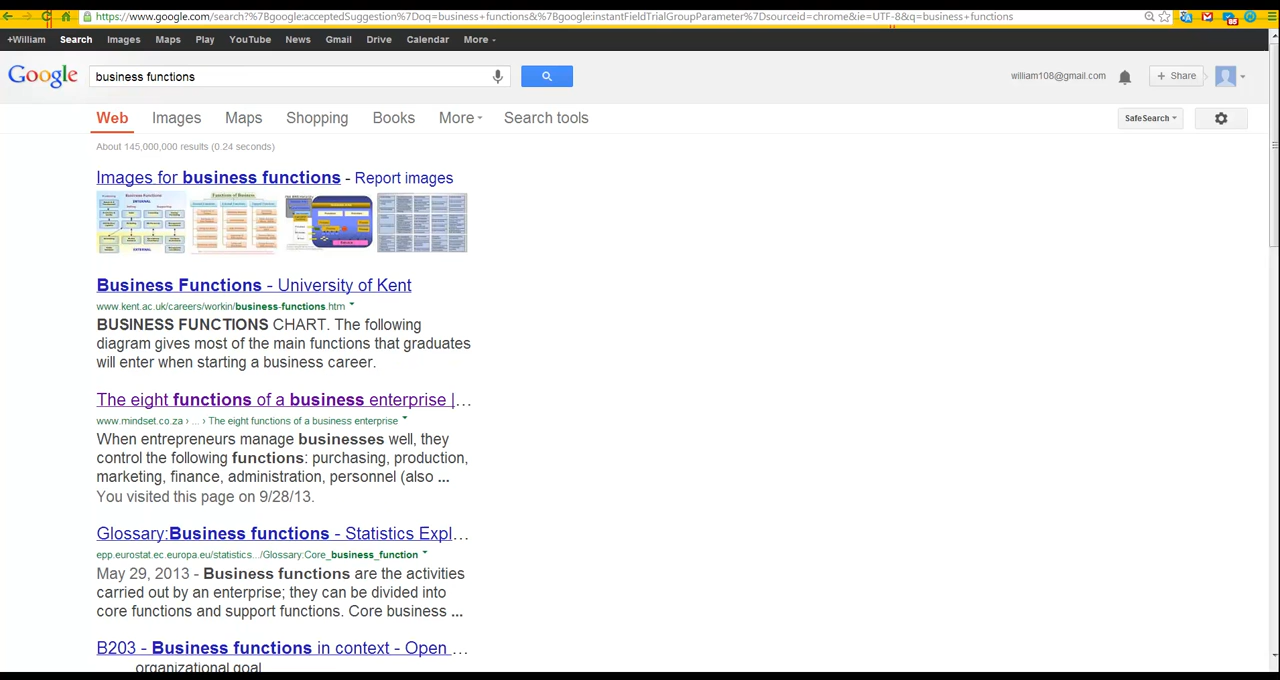 https://www.google.com/search?%7Bgoogle:acceptedSuggestion%7Doq=business+functions&%7Bgoogle:instantFieldTrialGroupParameter%7Dsourceid=chrome&ie=UTF-8&q=business+functions
95
+William Search Images Maps Play YouTube News Gmail Drive Calendar More
Google business functions william108@gmail.com + Share
Web Images Maps Shopping Books More Search tools SafeSearch
About 145,000,000 results (0.24 seconds)
Images for business functions - Report images
Business Functions - University of Kent
www.kent.ac.uk/careers/workin/business-functions.htm
BUSINESS FUNCTIONS CHART. The following
diagram gives most of the main functions that graduates
will enter when starting a business career.
The eight functions of a business enterprise |...
www.mindset.co.za › ... › The eight functions of a business enterprise
When entrepreneurs manage businesses well, they
control the following functions: purchasing, production,
marketing, finance, administration, personnel (also ...
You visited this page on 9/28/13.
Glossary:Business functions - Statistics Expl...
epp.eurostat.ec.europa.eu/statistics.../Glossary:Core_business_function
May 29, 2013 - Business functions are the activities
carried out by an enterprise; they can be divided into
core functions and support functions. Core business ...
B203 - Business functions in context - Open ...
organizational goal